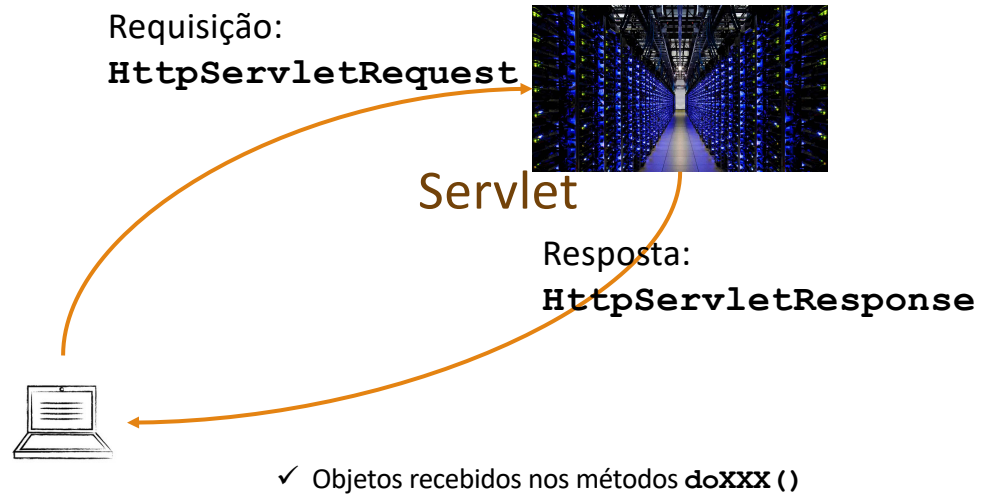 Requisição:
HttpServletRequest
Servlet
Resposta:
HttpServletResponse
✓ Objetos recebidos nos métodos doXXX()